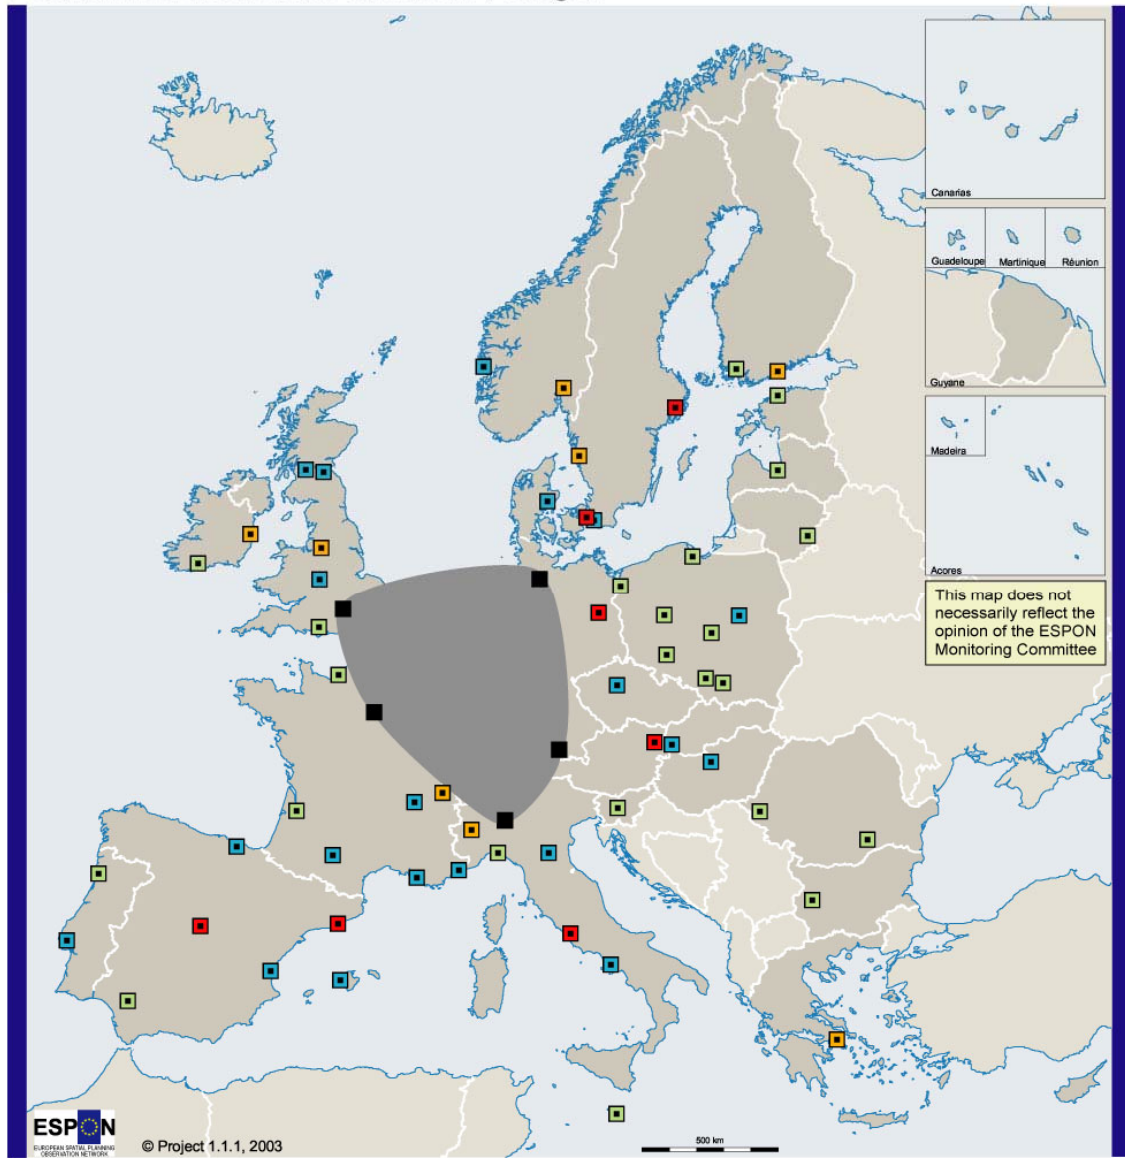 Canarias
Guadeloupe
Martinique
Réunion
Guyane
Madeira
Acores
This map does not
necessarily reflect the
opinion of the ESPON
Monitoring Committee
ESPON
EUROPEAN SPATIAL PLANNING
OBSERVATION NETWORK
© Project 1.1.1, 2003
500 km